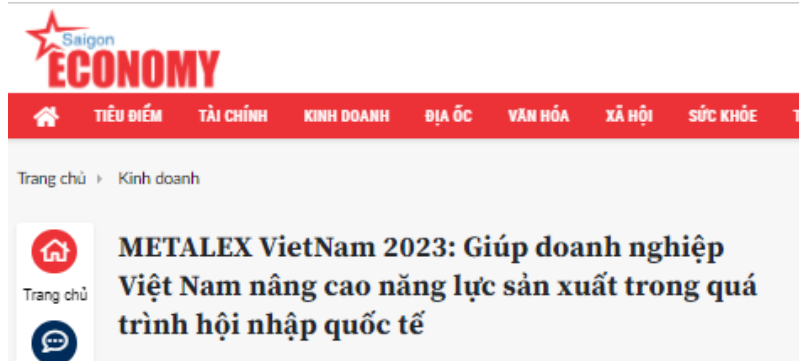 Saigon
ECONOMY
TIÊU ĐIỂM TÀI CHÍNH KINH DOANH ĐỊA ỐC VĂN HÓA XÃ HỘI SỨC KHỎE
Trang chủ Kinh doanh
METALEX VietNam 2023: Giúp doanh nghiệp
Việt Nam nâng cao năng lực sản xuất trong quá
trình hội nhập quốc tế
Trang chủ